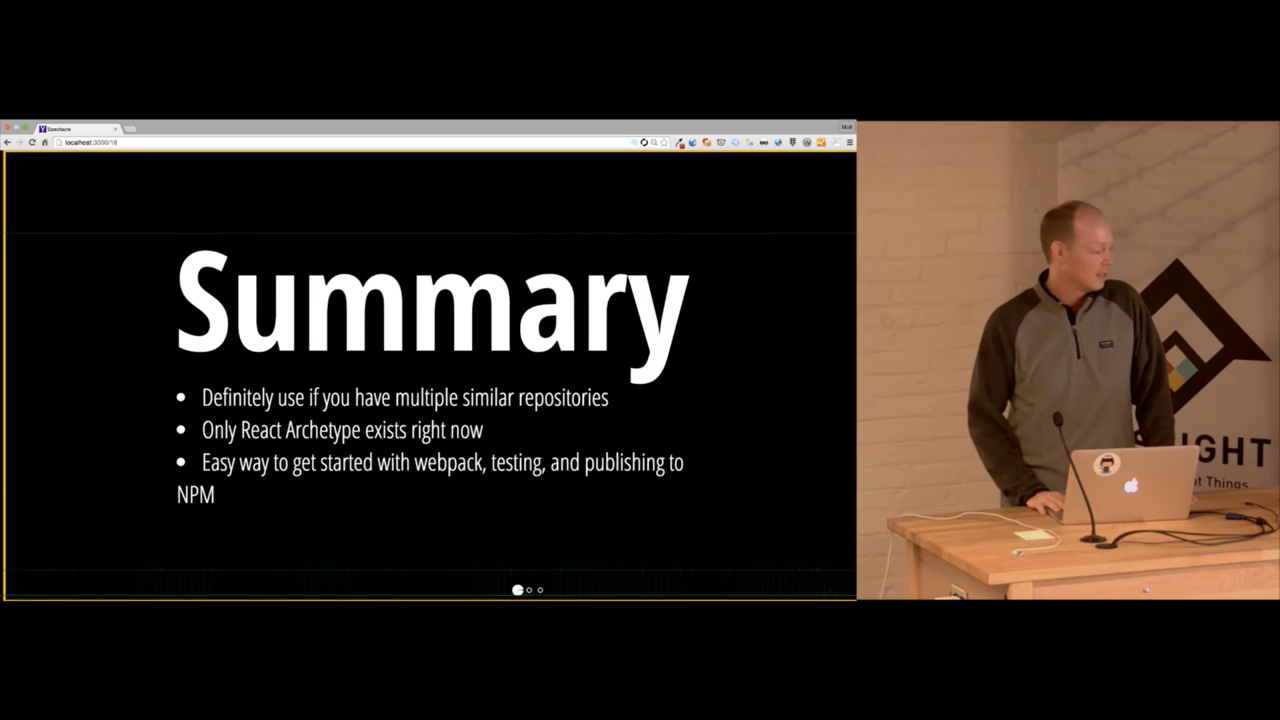 Spectacle
Matt
localhost:3000/18
Summary
• Definitely use if you have multiple similar repositories
• Only React Archetype exists right now
• Easy way to get started with webpack, testing, and publishing to
NPM
IGHT
t Things